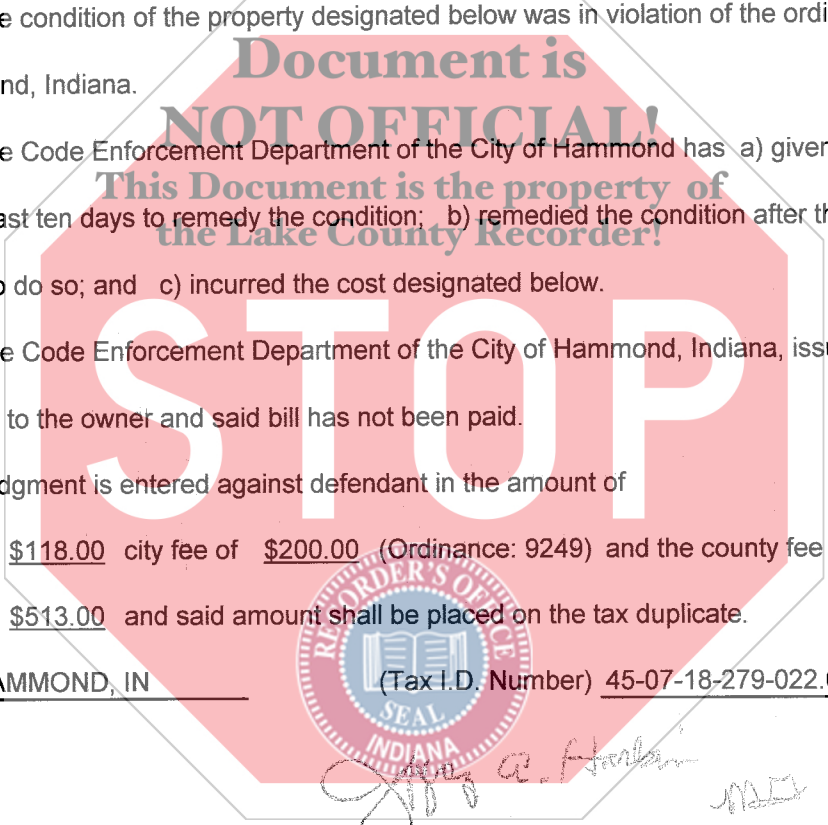 e condition of the property designated below was in violation of the ordi
Document is
nd, Indiana.
NOT OFFICIAL!
e Code Enforcement Department of the City of Hammond has a) given
This Document is the property of
ast ten days to remedy the condition; b) remedied the condition after th
the Lake County Recorder!
o do so; and c) incurred the cost designated below.
STOP
e Code Enforcement Department of the City of Hammond, Indiana, iss
to the owner and said bill has not been paid.
dgment is entered against defendant in the amount of
$118.00 city fee of $200.00 (Ordinance: 9249) and the county fee
$513.00 and said amount shall be placed on the tax duplicate.
RECORDER'S OFFICE
AMMOND, IN (Tax I.D. Number) 45-07-18-279-022.
SEAL
INDIANA